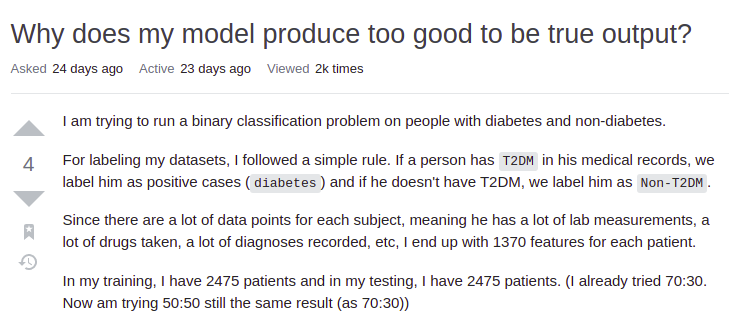 Why does my model produce too good to be true output?
Asked 24 days ago Active 23 days ago Viewed 2k times
I am trying to run a binary classification problem on people with diabetes and non-diabetes.
4
For labeling my datasets, I followed a simple rule. If a person has T2DM in his medical records, we
label him as positive cases (diabetes) and if he doesn't have T2DM, we label him as Non-T2DM.
Since there are a lot of data points for each subject, meaning he has a lot of lab measurements, a
lot of drugs taken, a lot of diagnoses recorded, etc, I end up with 1370 features for each patient.
In my training, I have 2475 patients and in my testing, I have 2475 patients. (I already tried 70:30.
Now am trying 50:50 still the same result (as 70:30))